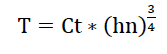 T = Ct * (hn)^(3/4)